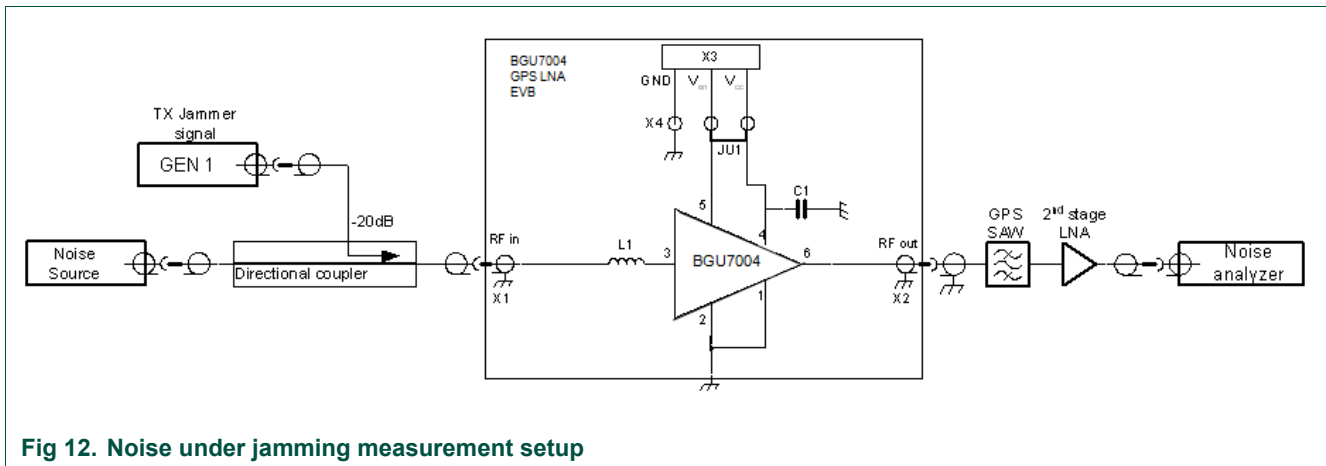 BGU7004
GPS LNA
EVB
X3
GND
V
V CC
X4
JU1
TX Jammer
signal
GEN 1
-20dB
C1
5
4
GPS
SAW
2nd stage
LNA
Noise
Source
Directional coupler
RF in
X1
L1
3
BGU7004
6
RF out
X2
2
1
Noise
analyzer
Fig 12. Noise under jamming measurement setup